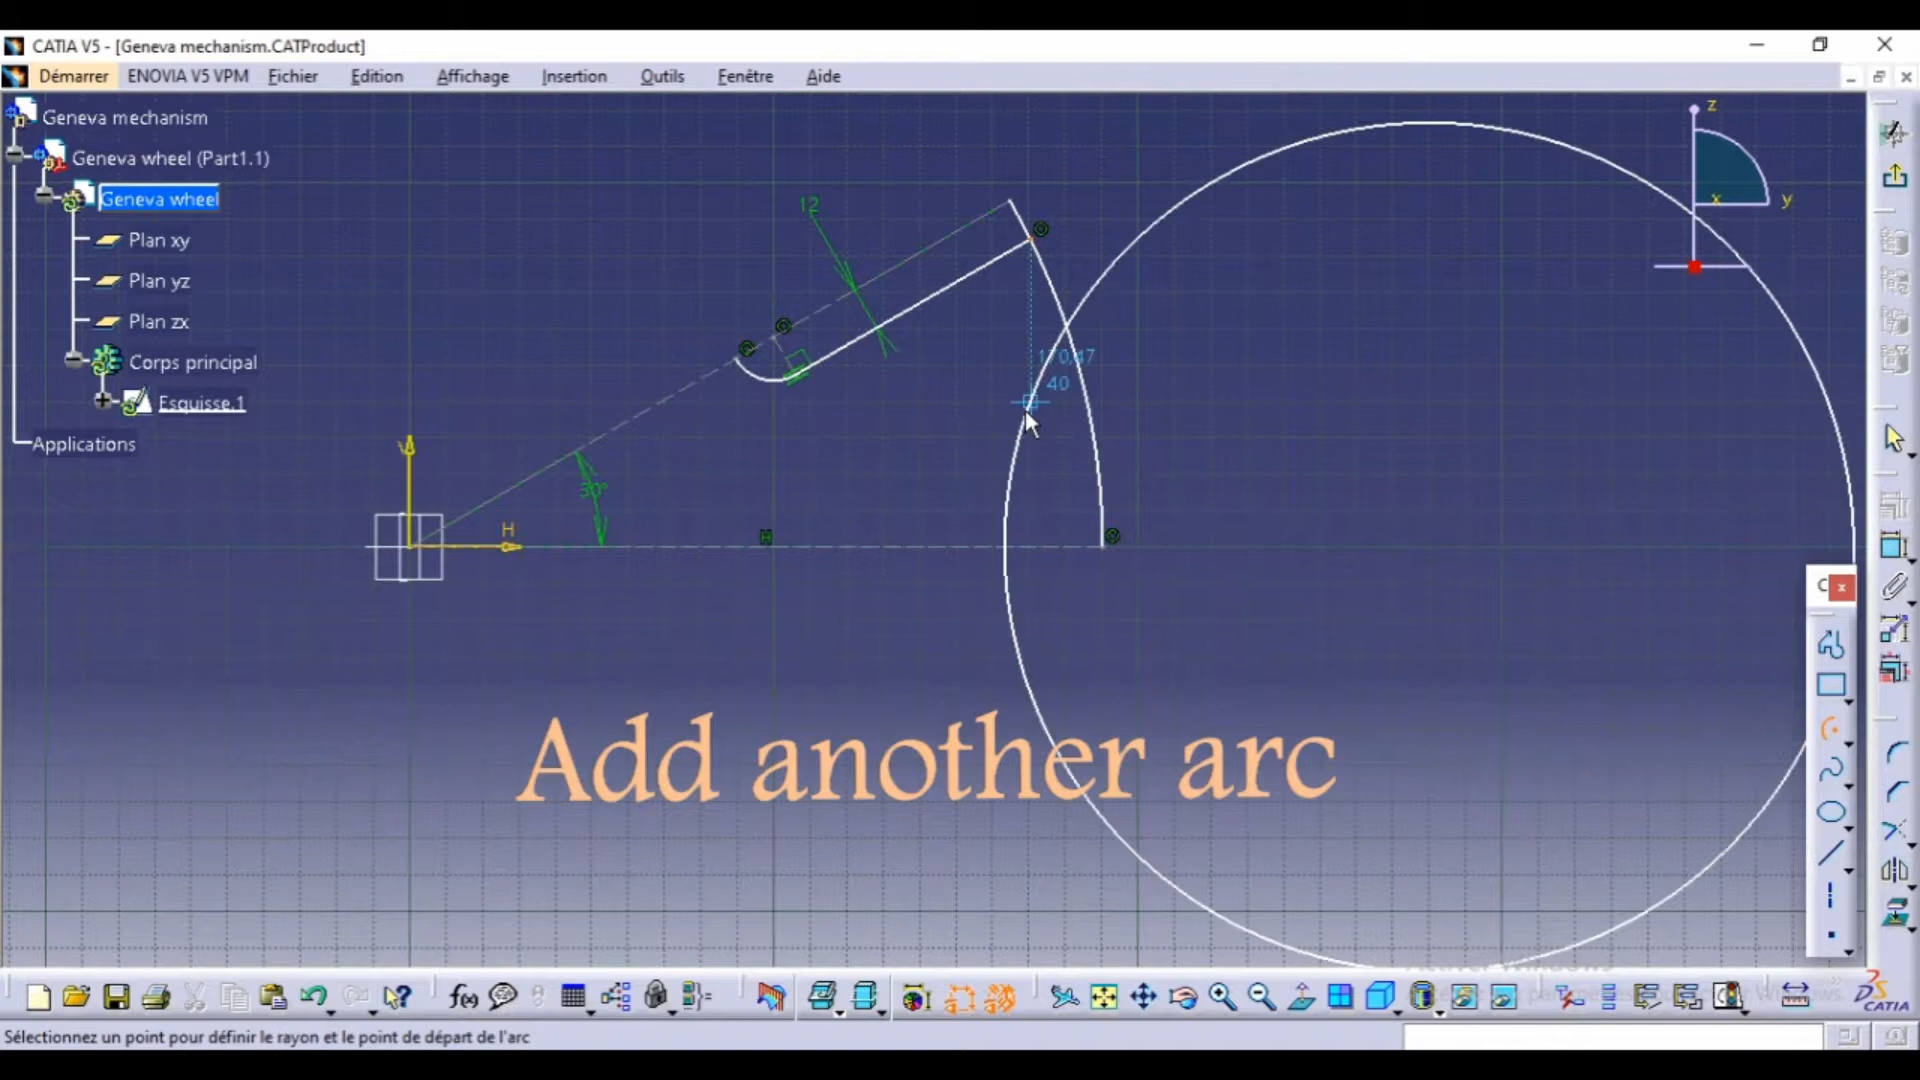 CATIA V5 - [Geneva mechanism.CATProduct]
Démarrer ENOVIA V5 VPM Fichier Edition Affichage Insertion Outils Fenêtre Aide
Geneva mechanism
Geneva wheel (Part1.1)
Geneva wheel
Plan xy
Plan yz
Plan zx
Corps principal
Esquisse.1
Applications
z
x
y
12
170,47
40
30°
V
H
H
C
Add another arc
CATIA
Sélectionnez un point pour définir le rayon et le point de départ de l'arc